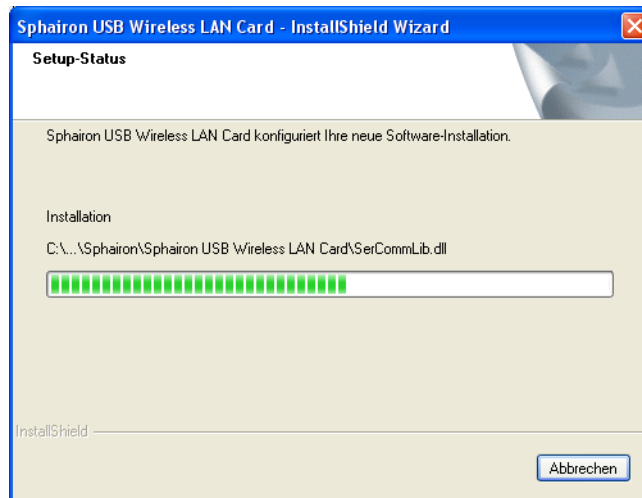 Sphairon USB Wireless LAN Card - InstallShield Wizard
Setup-Status
Sphairon USB Wireless LAN Card konfiguriert Ihre neue Software-Installation.
Installation
C:\...\Sphairon\Sphairon USB Wireless LAN Card\SerCommLib.dll
InstallShield
Abbrechen